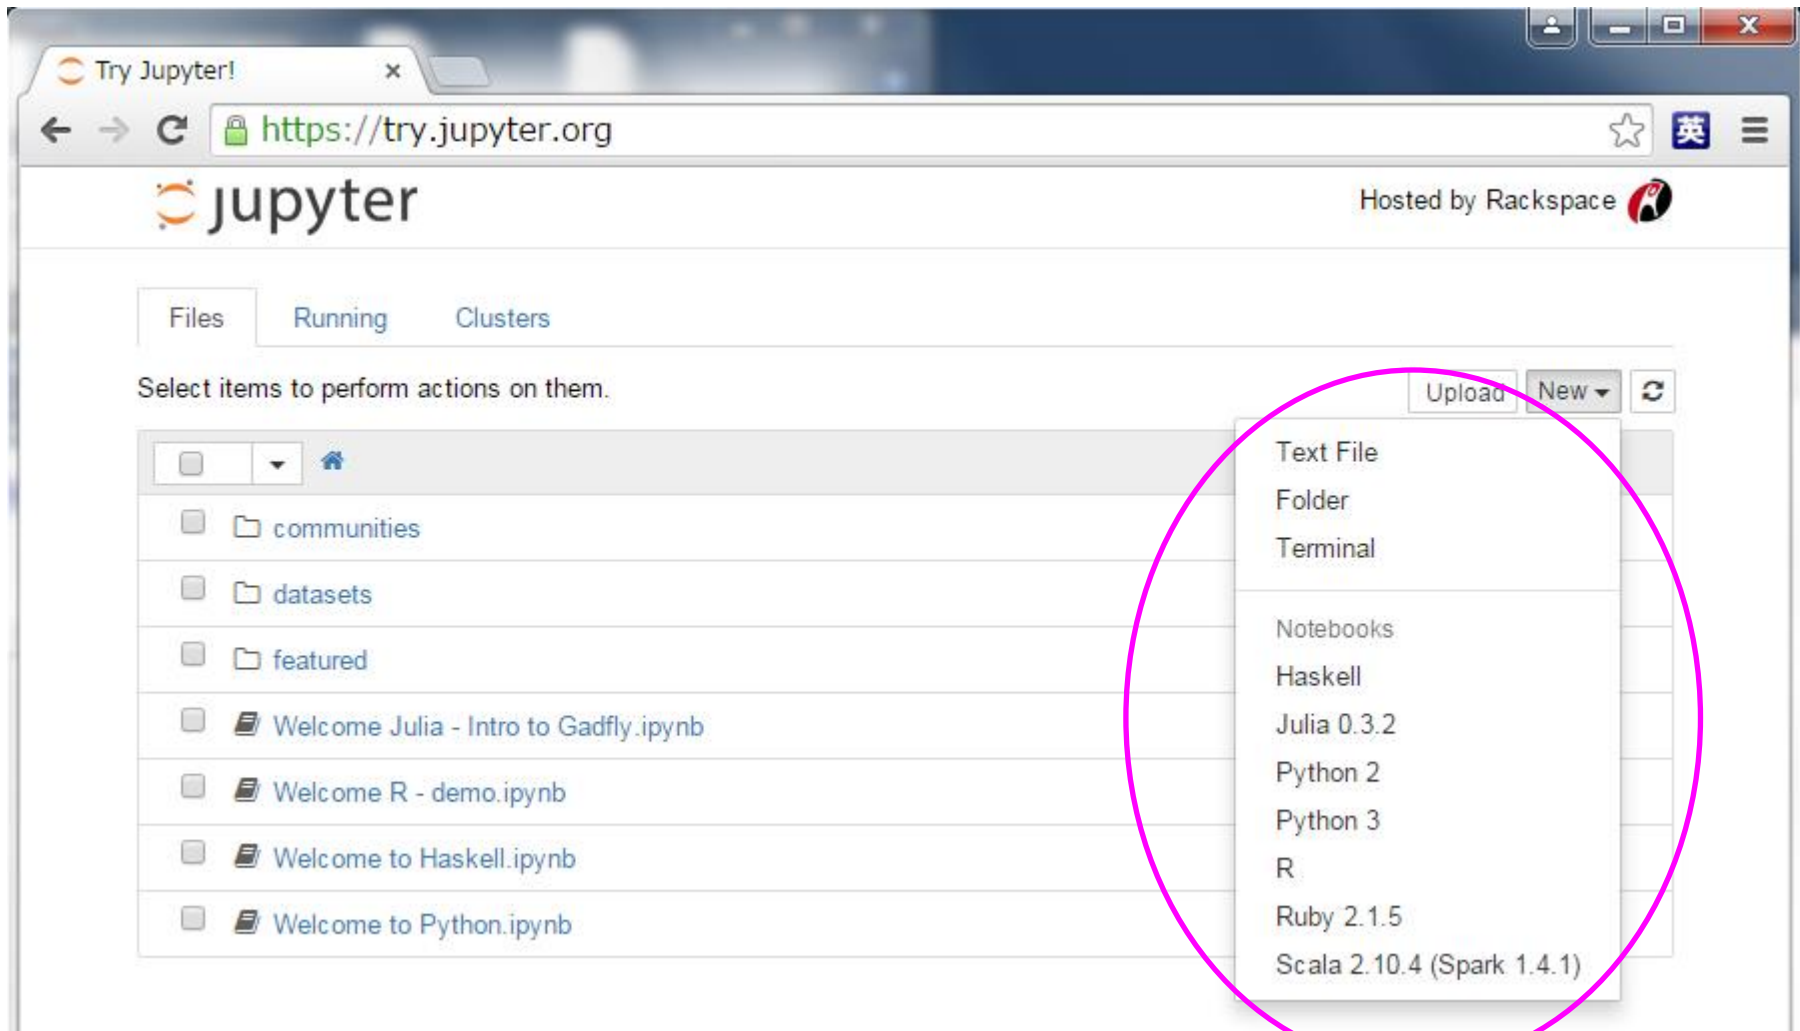 Try Jupyter!
https://try.jupyter.org
英
jupyter
Hosted by Rackspace
Files Running Clusters
Select items to perform actions on them.
Upload New
Text File
Folder
Terminal
Notebooks
Haskell
Julia 0.3.2
Python 2
Python 3
R
Ruby 2.1.5
Scala 2.10.4 (Spark 1.4.1)
communities
datasets
featured
Welcome Julia - Intro to Gadfly.ipynb
Welcome R - demo.ipynb
Welcome to Haskell.ipynb
Welcome to Python.ipynb